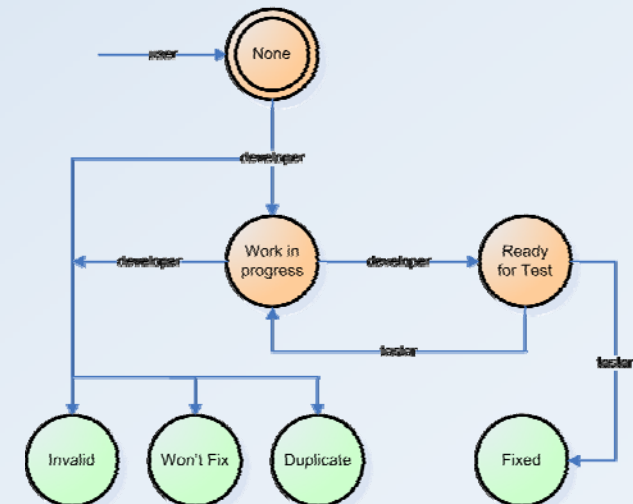 user
None
developer
Work in
progress
developer
developer
Ready
for Test
tester
tester
Invalid
Won't Fix
Duplicate
Fixed